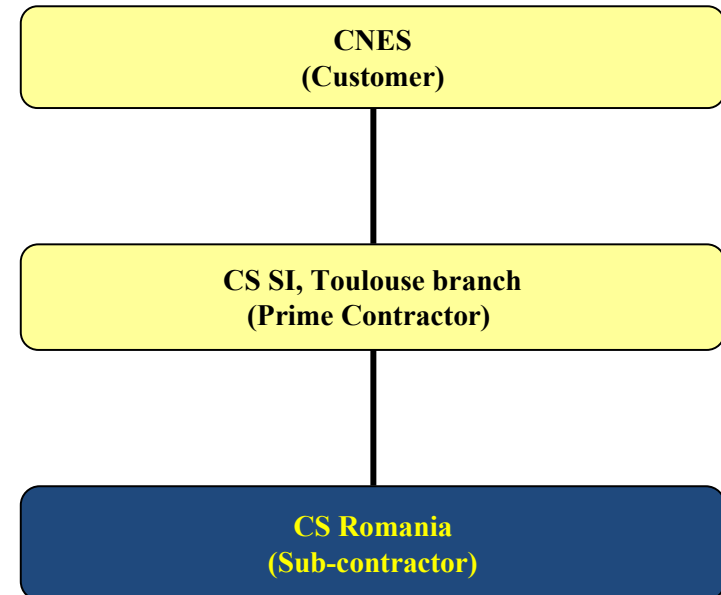 CNES
(Customer)
CS SI, Toulouse branch
(Prime Contractor)
CS Romania
(Sub-contractor)